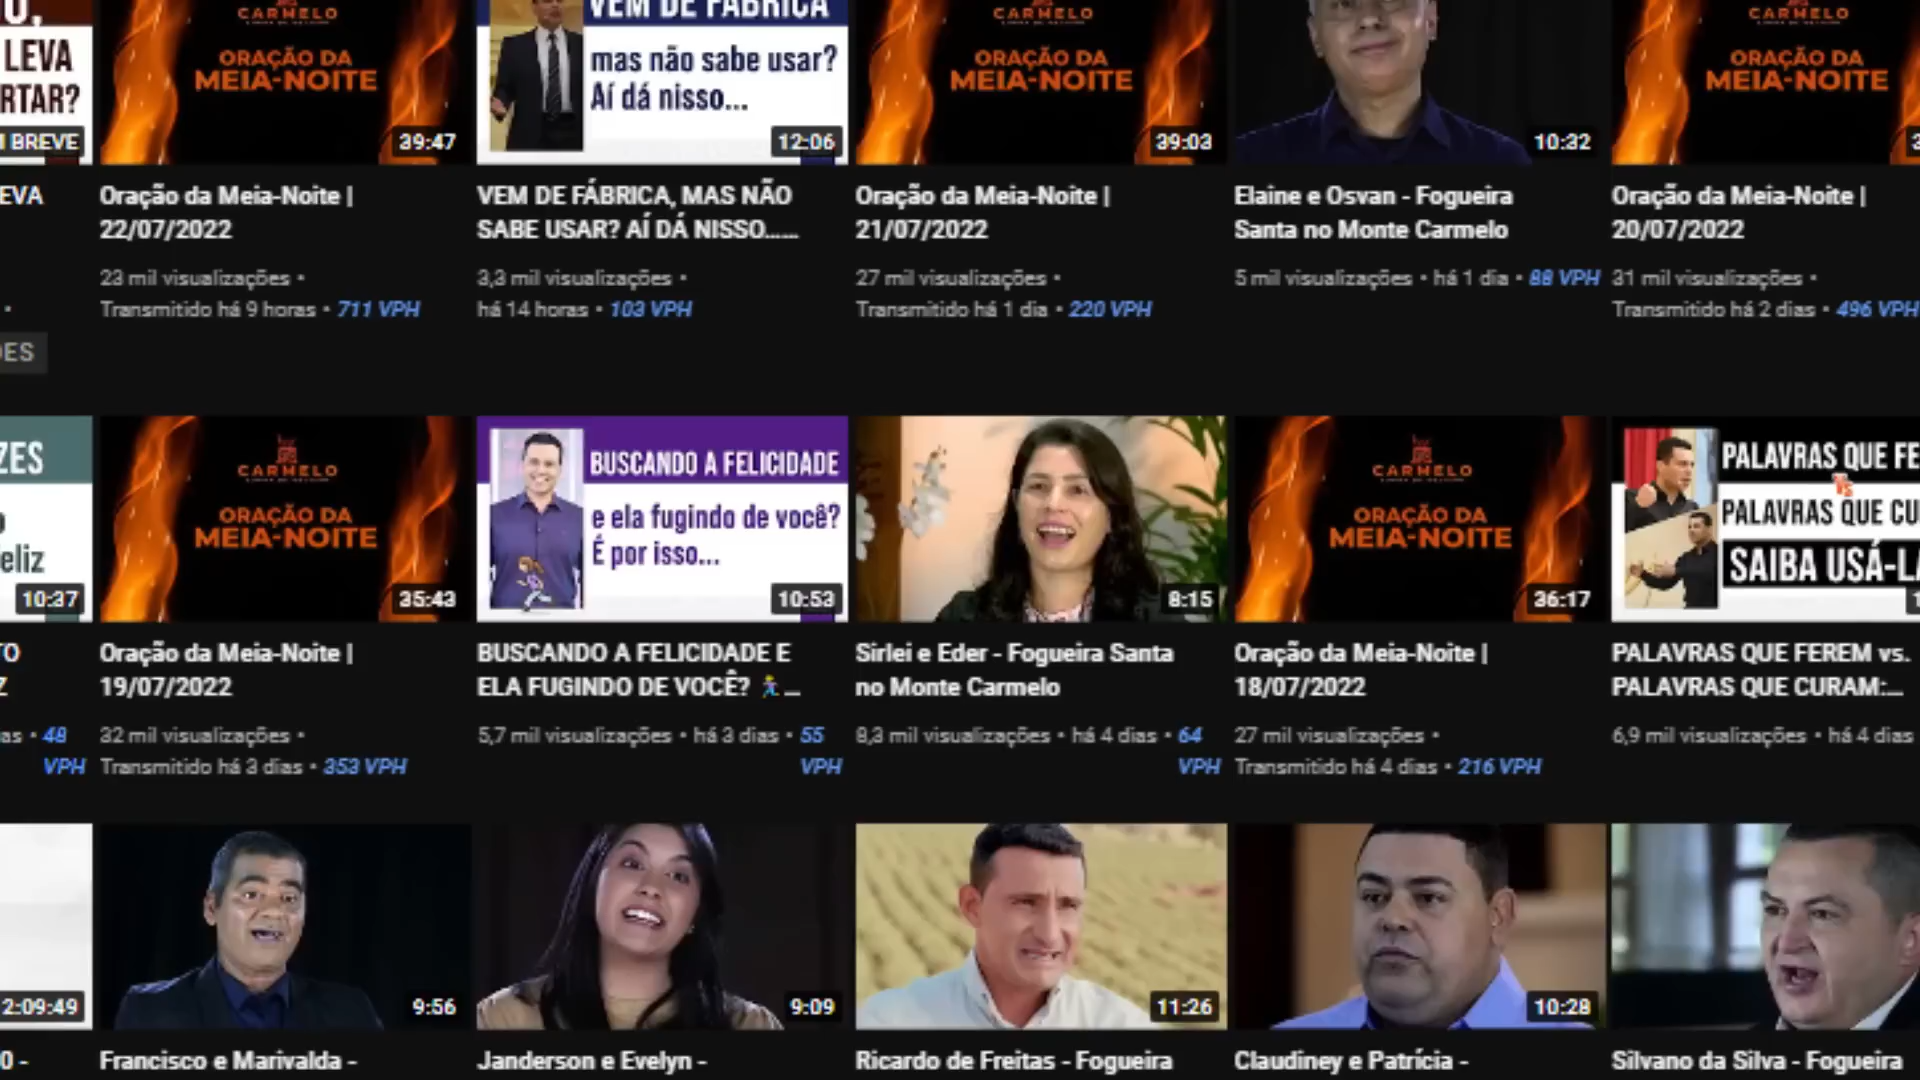 LEVA
RTAR?
BREVE
CARMELO
ORAÇÃO DA
MEIA-NOITE
39:47
VEM DE FÁBRICA
mas não sabe usar?
Aí dá nisso...
12:06
CARMELO
ORAÇÃO DA
MEIA-NOITE
39:03
10:32
CARMELO
ORAÇÃO DA
MEIA-NOITE
EVA
Oração da Meia-Noite |
22/07/2022
23 mil visualizações •
Transmitido há 9 horas • 711 VPH
VEM DE FÁBRICA, MAS NÃO
SABE USAR? AÍ DÁ NISSO......
3,3 mil visualizações •
há 14 horas • 103 VPH
Oração da Meia-Noite |
21/07/2022
27 mil visualizações •
Transmitido há 1 dia • 220 VPH
Elaine e Osvan - Fogueira
Santa no Monte Carmelo
5 mil visualizações • há 1 dia • 88 VPH
Oração da Meia-Noite |
20/07/2022
31 mil visualizações •
Transmitido há 2 dias • 496 VPH
ÕES
ZES
eliz
10:37
CARMELO
ORAÇÃO DA
MEIA-NOITE
35:43
BUSCANDO A FELICIDADE
e ela fugindo de você?
É por isso...
10:53
8:15
CARMELO
ORAÇÃO DA
MEIA-NOITE
36:17
PALAVRAS QUE FE
PALAVRAS QUE CU
SAIBA USÁ-LA
TO
Z
as • 48
VPH
Oração da Meia-Noite |
19/07/2022
32 mil visualizações •
Transmitido há 3 dias • 353 VPH
BUSCANDO A FELICIDADE E
ELA FUGINDO DE VOCÊ? 🏃‍♀️...
5,7 mil visualizações • há 3 dias • 55
VPH
Sirlei e Eder - Fogueira Santa
no Monte Carmelo
8,3 mil visualizações • há 4 dias • 64
VPH
Oração da Meia-Noite |
18/07/2022
27 mil visualizações •
Transmitido há 4 dias • 216 VPH
PALAVRAS QUE FEREM vs.
PALAVRAS QUE CURAM:...
6,9 mil visualizações • há 4 dias
2:09:49
9:56
9:09
11:26
10:28
0 -
Francisco e Marivalda -
Janderson e Evelyn -
Ricardo de Freitas - Fogueira
Claudiney e Patrícia -
Silvano da Silva - Fogueira